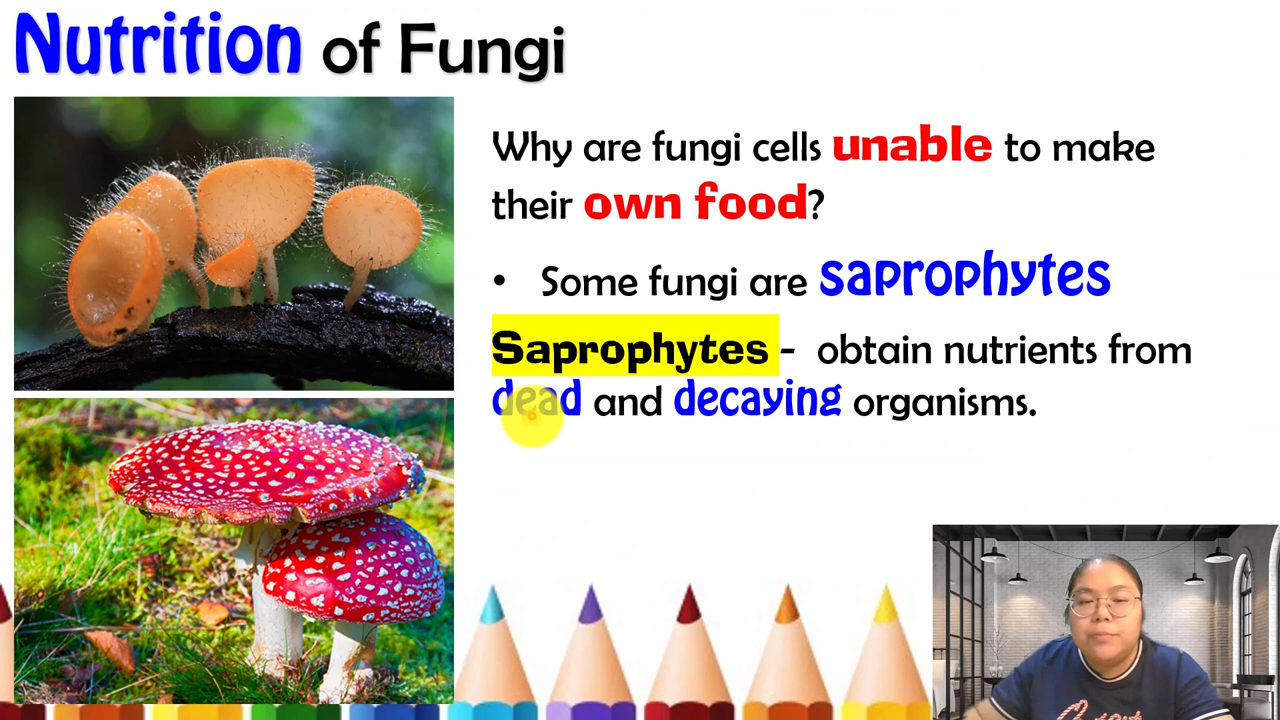 Nutrition of Fungi
Why are fungi cells unable to make
their own food?
• Some fungi are saprophytes
Saprophytes - obtain nutrients from
dead and decaying organisms.